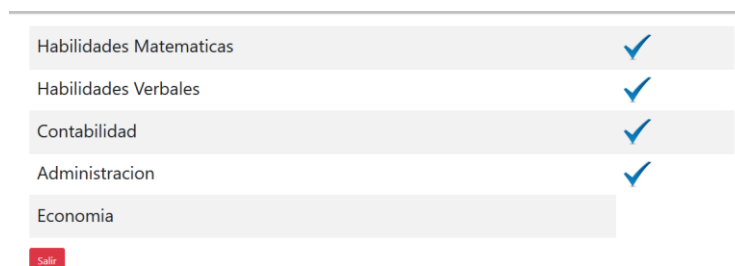 Habilidades Matematicas
Habilidades Verbales
Contabilidad
Administracion
Economia
Salir